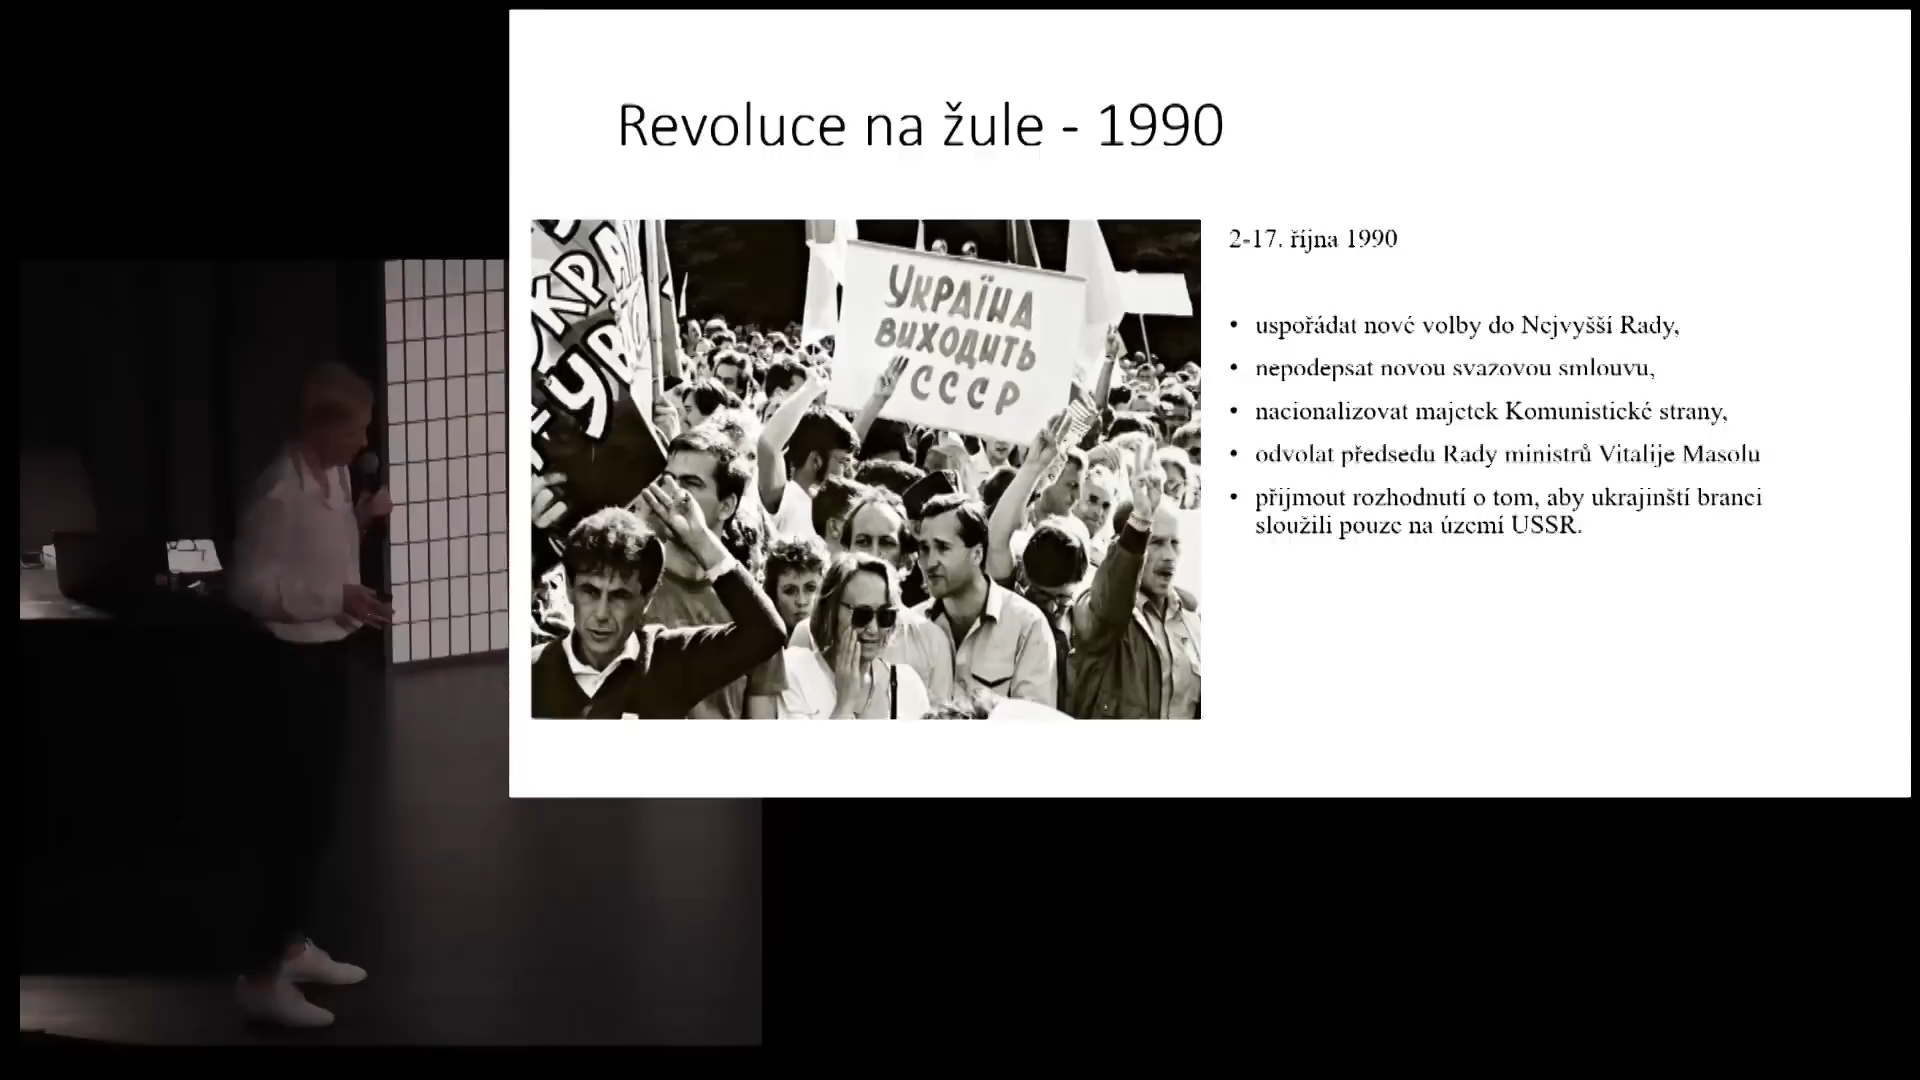 Revoluce na žule - 1990
УКРАЇНА
ВИХОДИТЬ
З СССР
2-17. října 1990
• uspořádat nové volby do Nejvyšší Rady,
• nepodepsat novou svazovou smlouvu,
• nacionalizovat majetek Komunistické strany,
• odvolat předsedu Rady ministrů Vitalije Masolu
• přijmout rozhodnutí o tom, aby ukrajinští branci
sloužili pouze na území USSR.